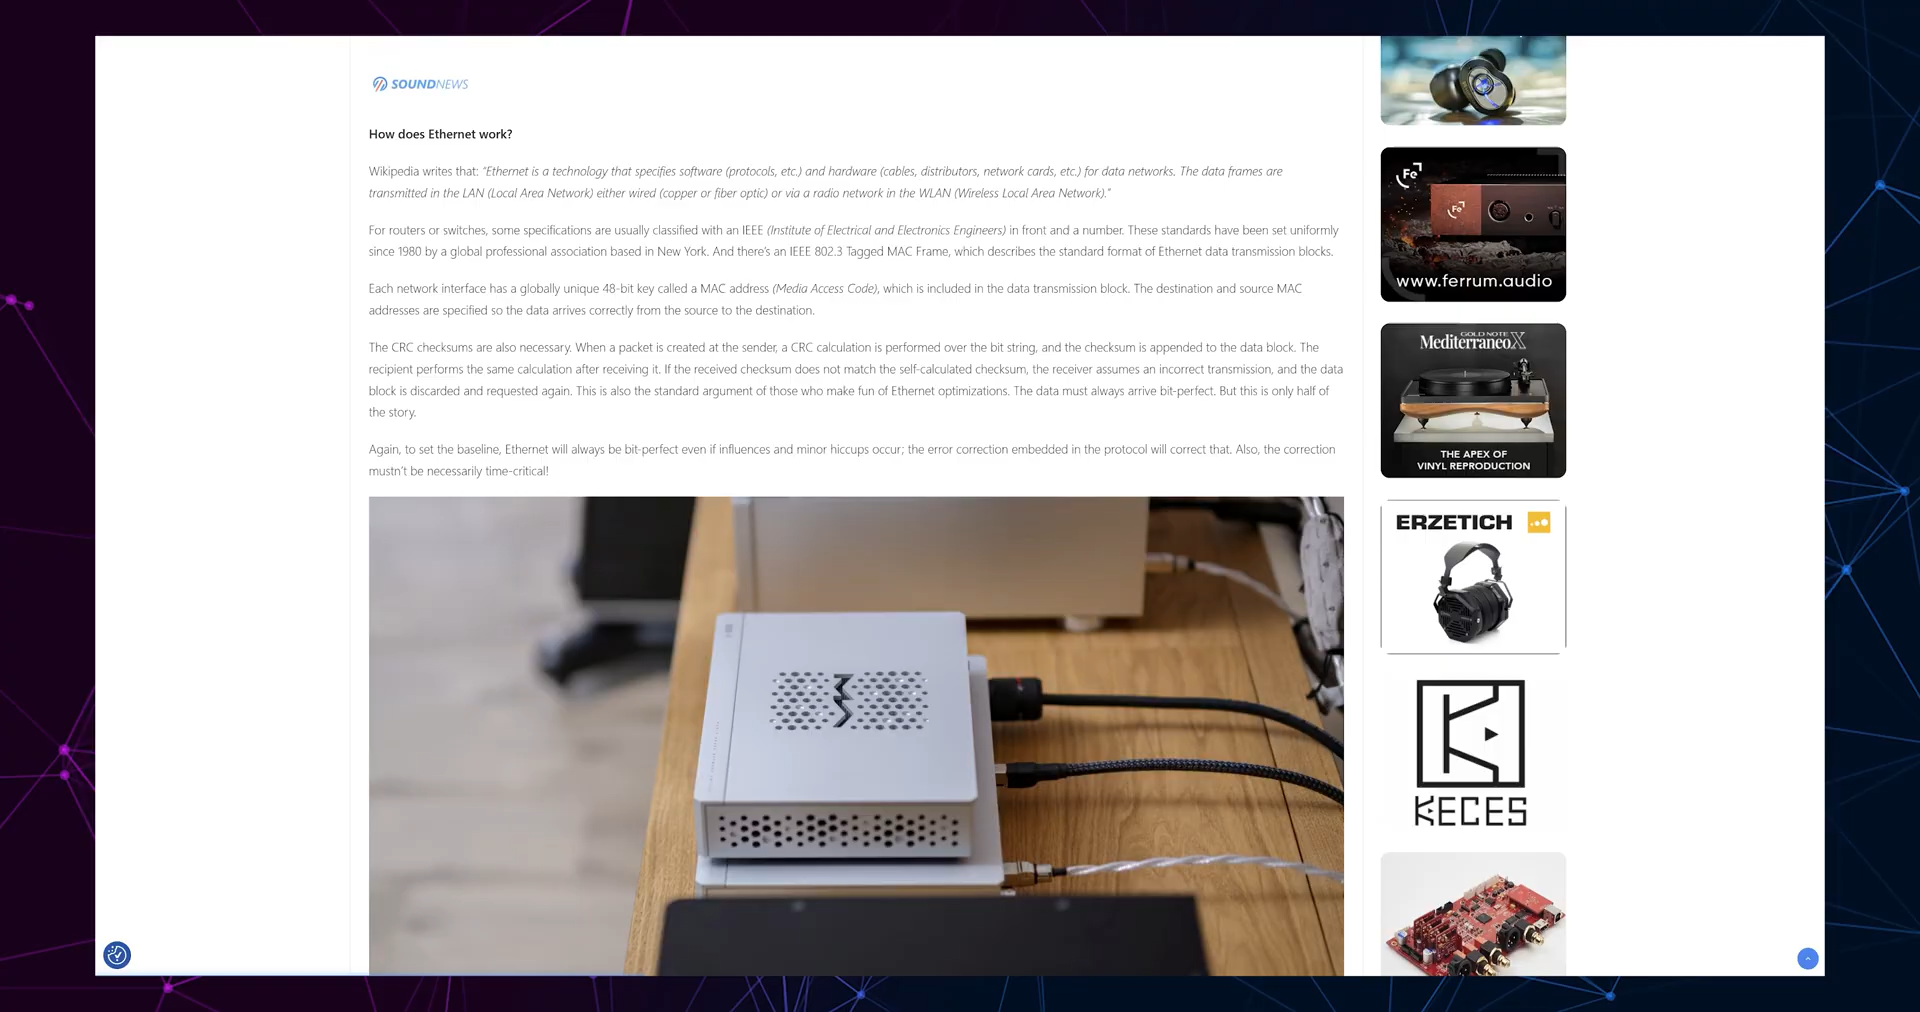 SOUNDNEWS
How does Ethernet work?
Wikipedia writes that: "Ethernet is a technology that specifies software (protocols, etc.) and hardware (cables, distributors, network cards, etc.) for data networks. The data frames are
transmitted in the LAN (Local Area Network) either wired (copper or fiber optic) or via a radio network in the WLAN (Wireless Local Area Network)."
For routers or switches, some specifications are usually classified with an IEEE (Institute of Electrical and Electronics Engineers) in front and a number. These standards have been set uniformly
since 1980 by a global professional association based in New York. And there's an IEEE 802.3 Tagged MAC Frame, which describes the standard format of Ethernet data transmission blocks.
Each network interface has a globally unique 48-bit key called a MAC address (Media Access Code), which is included in the data transmission block. The destination and source MAC
addresses are specified so the data arrives correctly from the source to the destination.
The CRC checksums are also necessary. When a packet is created at the sender, a CRC calculation is performed over the bit string, and the checksum is appended to the data block. The
recipient performs the same calculation after receiving it. If the received checksum does not match the self-calculated checksum, the receiver assumes an incorrect transmission, and the data
block is discarded and requested again. This is also the standard argument of those who make fun of Ethernet optimizations. The data must always arrive bit-perfect. But this is only half of
the story.
Again, to set the baseline, Ethernet will always be bit-perfect even if influences and minor hiccups occur; the error correction embedded in the protocol will correct that. Also, the correction
mustn't be necessarily time-critical!
Fe
Fe
www.ferrum.audio
GOLD NOTE
Mediterraneo X
THE APEX OF
VINYL REPRODUCTION
ERZETICH
KECES